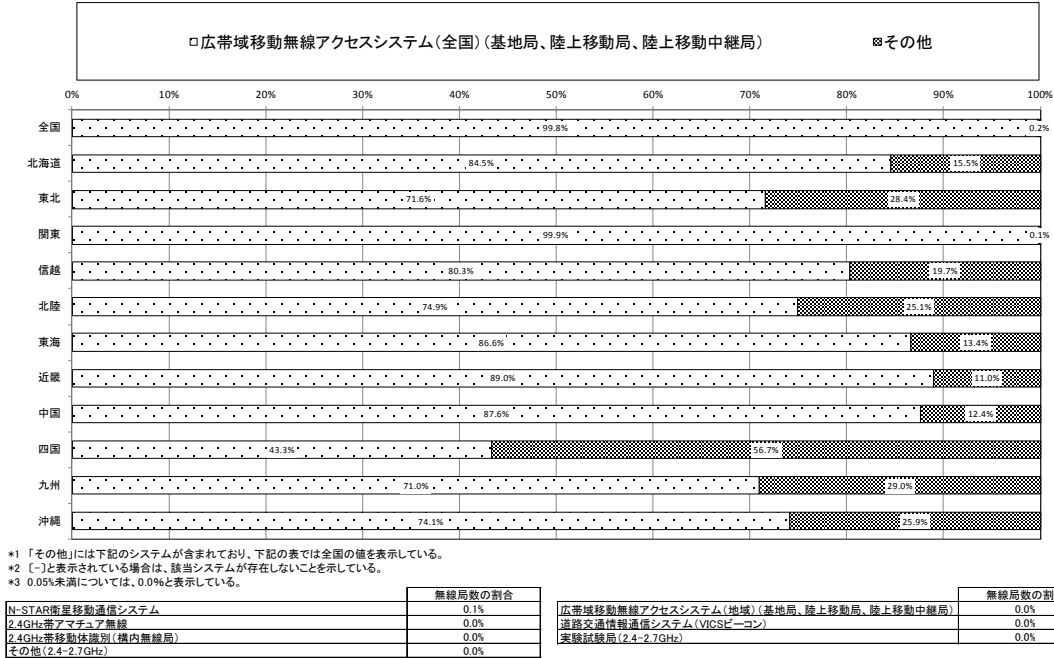 広帯域移動無線アクセスシステム(全国)(基地局、陸上移動局、陸上移動中継局) その他
0% 10% 20% 30% 40% 50% 60% 70% 80% 90% 100%
全国 99.8% 0.2%
北海道 84.5% 15.5%
東北 71.6% 28.4%
関東 99.9% 0.1%
信越 80.3% 19.7%
北陸 74.9% 25.1%
東海 86.6% 13.4%
近畿 89.0% 11.0%
中国 87.6% 12.4%
四国 43.3% 56.7%
九州 71.0% 29.0%
沖縄 74.1% 25.9%
*1 「その他」には下記のシステムが含まれており、下記の表では全国の値を表示している。
*2 [-]と表示されている場合は、該当システムが存在しないことを示している。
*3 0.05%未満については、0.0%と表示している。
無線局数の割合
N-STAR衛星移動通信システム 0.1%
2.4GHz帯アマチュア無線 0.0%
2.4GHz帯移動体識別(構内無線局) 0.0%
その他(2.4-2.7GHz) 0.0%
無線局数の割
広帯域移動無線アクセスシステム(地域)(基地局、陸上移動局、陸上移動中継局) 0.0%
道路交通情報通信システム(VICSビーコン) 0.0%
実験試験局(2.4-2.7GHz) 0.0%